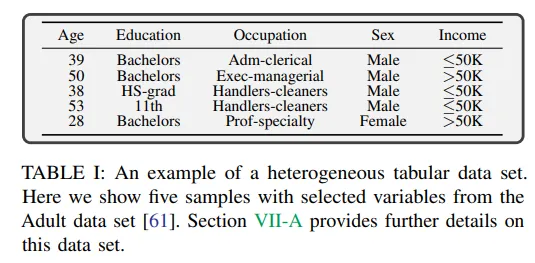 Age Education Occupation Sex Income
39 Bachelors Adm-clerical Male ≤50K
50 Bachelors Exec-managerial Male >50K
38 HS-grad Handlers-cleaners Male ≤50K
53 11th Handlers-cleaners Male ≤50K
28 Bachelors Prof-specialty Female >50K
TABLE I: An example of a heterogeneous tabular data set.
Here we show five samples with selected variables from the
Adult data set [61]. Section VII-A provides further details on
this data set.